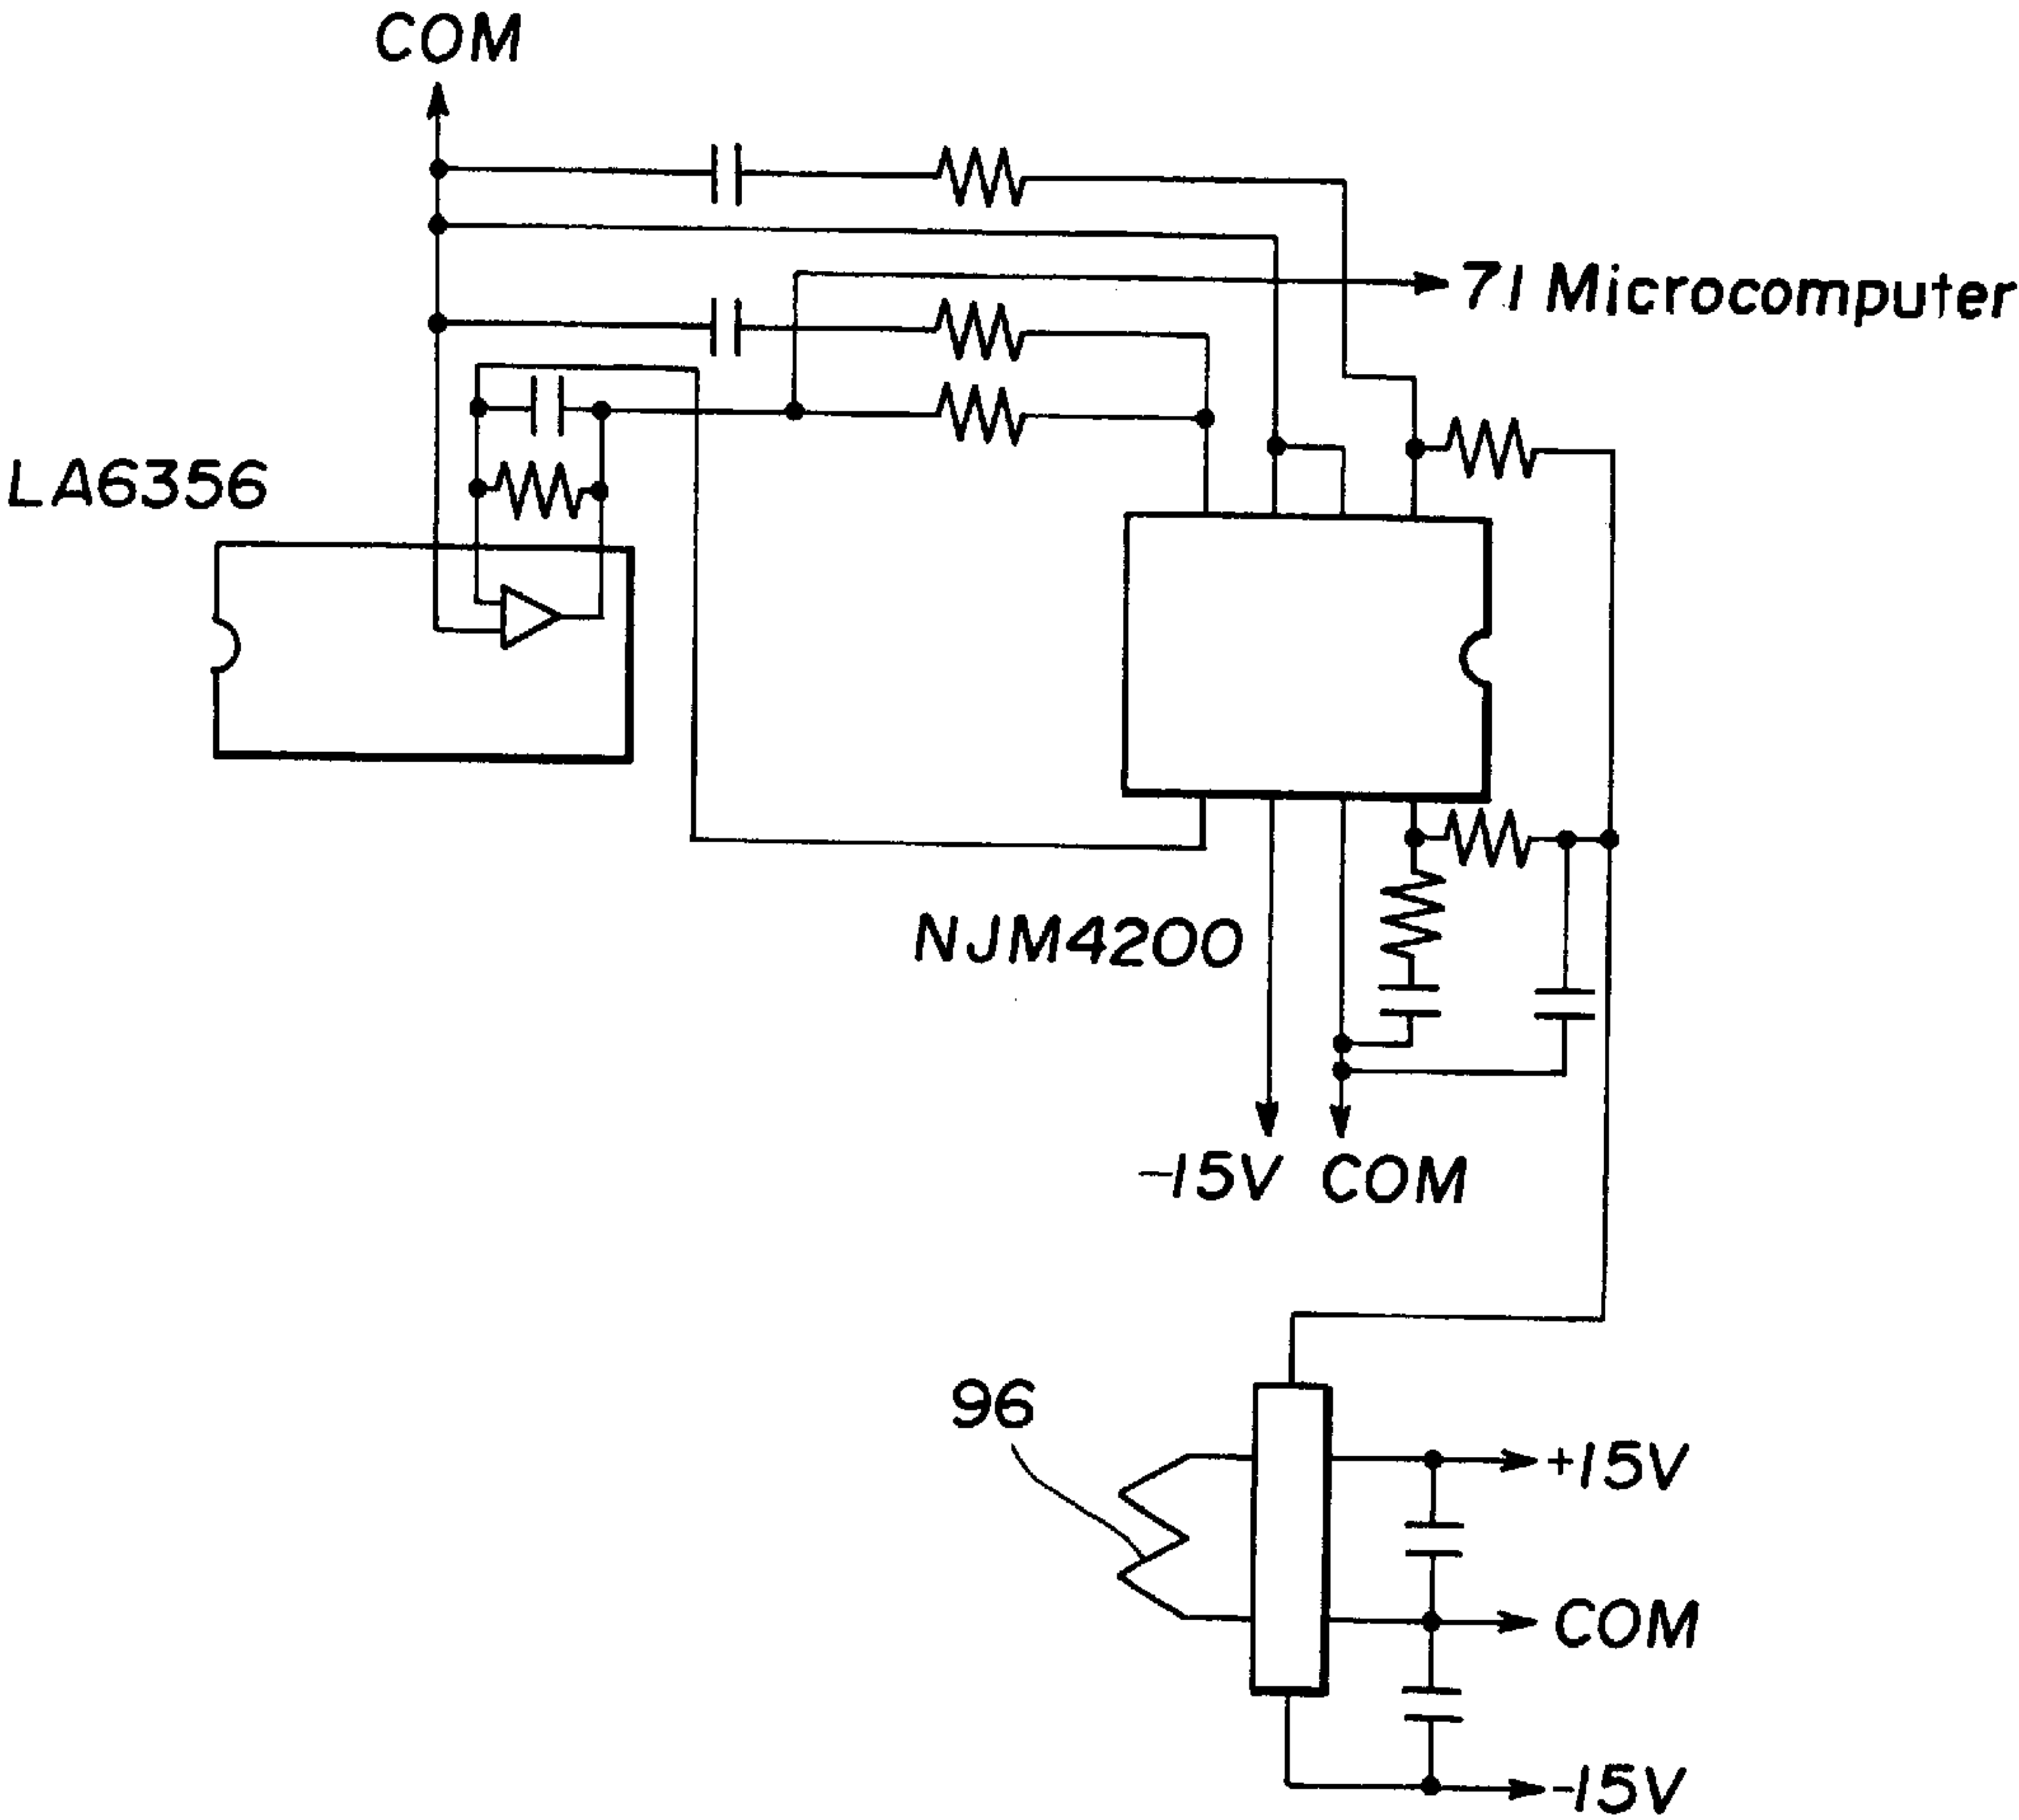 COM
71 Microcomputer
LA6356
NJM4200
-15V COM
96
+15V
COM
-15V